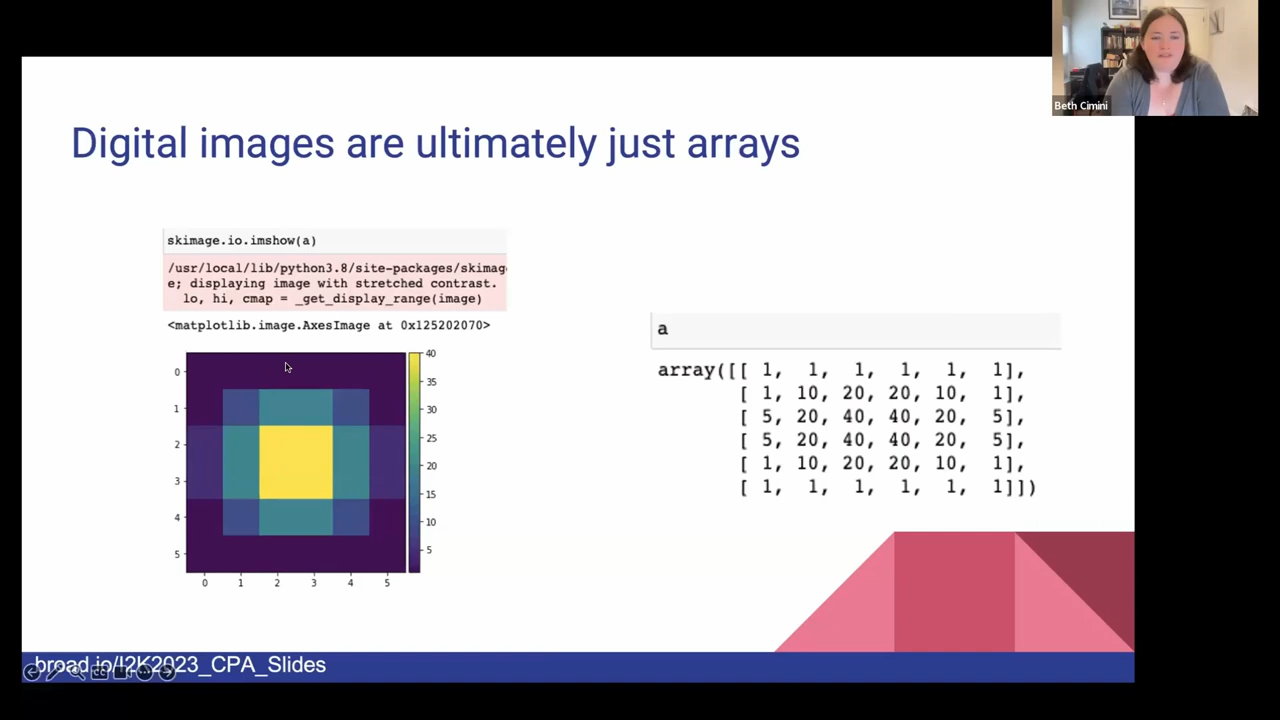 Beth Cimini
Digital images are ultimately just arrays
skimage.io.imshow(a)
/usr/local/lib/python3.8/site-packages/skimag
e; displaying image with stretched contrast.
lo, hi, cmap = _get_display_range(image)
<matplotlib.image.AxesImage at 0x125202070>
40
35
30
25
20
15
10
5
0
1
2
3
4
5
0 1 2 3 4 5
a
array([[ 1, 1, 1, 1, 1, 1],
[ 1, 10, 20, 20, 10, 1],
[ 5, 20, 40, 40, 20, 5],
[ 5, 20, 40, 40, 20, 5],
[ 1, 10, 20, 20, 10, 1],
[ 1, 1, 1, 1, 1, 1]])
broad.io/I2K2023_CPA_Slides